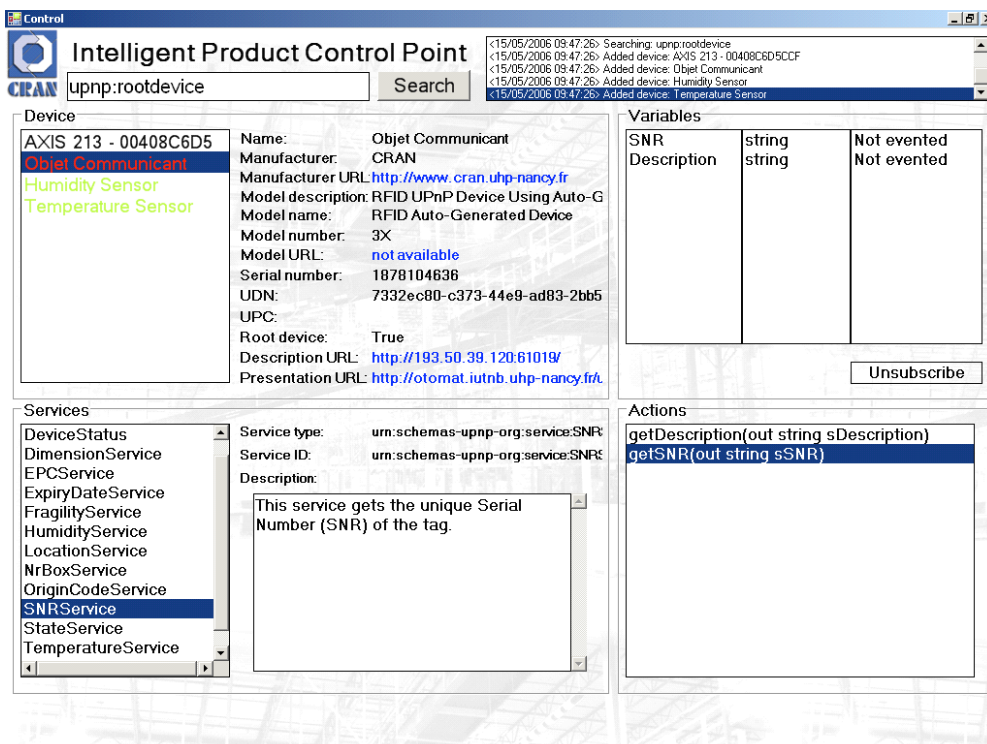 Control
Intelligent Product Control Point
CRAN
upnp:rootdevice
Search
<15/05/2006 09:47:26> Searching: upnp:rootdevice
<15/05/2006 09:47:26> Added device: AXIS 213 - 00408C6D5CCF
<15/05/2006 09:47:26> Added device: Objet Communicant
<15/05/2006 09:47:26> Added device: Humidity Sensor
<15/05/2006 09:47:26> Added device: Temperature Sensor
Device
AXIS 213 - 00408C6D5
Objet Communicant
Humidity Sensor
Temperature Sensor
Name: Objet Communicant
Manufacturer: CRAN
Manufacturer URL: http://www.cran.uhp-nancy.fr
Model description: RFID UPnP Device Using Auto-G
Model name: RFID Auto-Generated Device
Model number: 3X
Model URL: not available
Serial number: 1878104636
UDN: 7332ec80-c373-44e9-ad83-2bb5
UPC:
Root device: True
Description URL: http://193.50.39.120:61019/
Presentation URL: http://otomat.iutnb.uhp-nancy.fr/u
Variables
SNR string Not evented
Description string Not evented
Unsubscribe
Services
DeviceStatus
DimensionService
EPCService
ExpiryDateService
FragilityService
HumidityService
LocationService
NrBoxService
OriginCodeService
SNRService
StateService
TemperatureService
Service type: urn:schemas-upnp-org:service:SNRS
Service ID: urn:schemas-upnp-org:service:SNRS
Description:
This service gets the unique Serial
Number (SNR) of the tag.
Actions
getDescription(out string sDescription)
getSNR(out string sSNR)